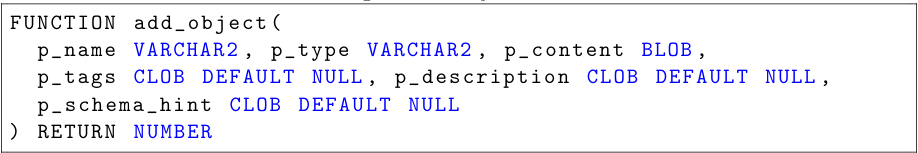 FUNCTION add_object(
p_name VARCHAR2, p_type VARCHAR2, p_content BLOB,
p_tags CLOB DEFAULT NULL, p_description CLOB DEFAULT NULL,
p_schema_hint CLOB DEFAULT NULL
) RETURN NUMBER